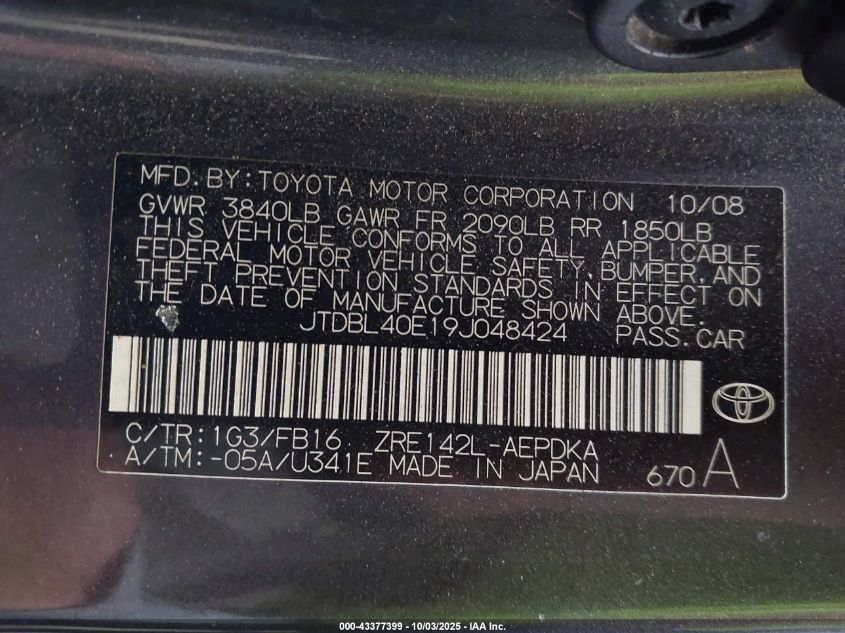 MFD. BY: TOYOTA MOTOR CORPORATION 10/08
GVWR 3840LB GAWR FR 2090LB RR 1850LB
THIS VEHICLE CONFORMS TO ALL APPLICABLE
FEDERAL MOTOR VEHICLE SAFETY, BUMPER, AND
THEFT PREVENTION STANDARDS IN EFFECT ON
THE DATE OF MANUFACTURE SHOWN ABOVE.
JTDBL40E19J048424 PASS. CAR
C/TR: 1G3/FB16 ZRE142L-AEPDKA
A/TM: -05A/U341E MADE IN JAPAN 670 A
000-43377399 - 10/03/2025 - IAA Inc.